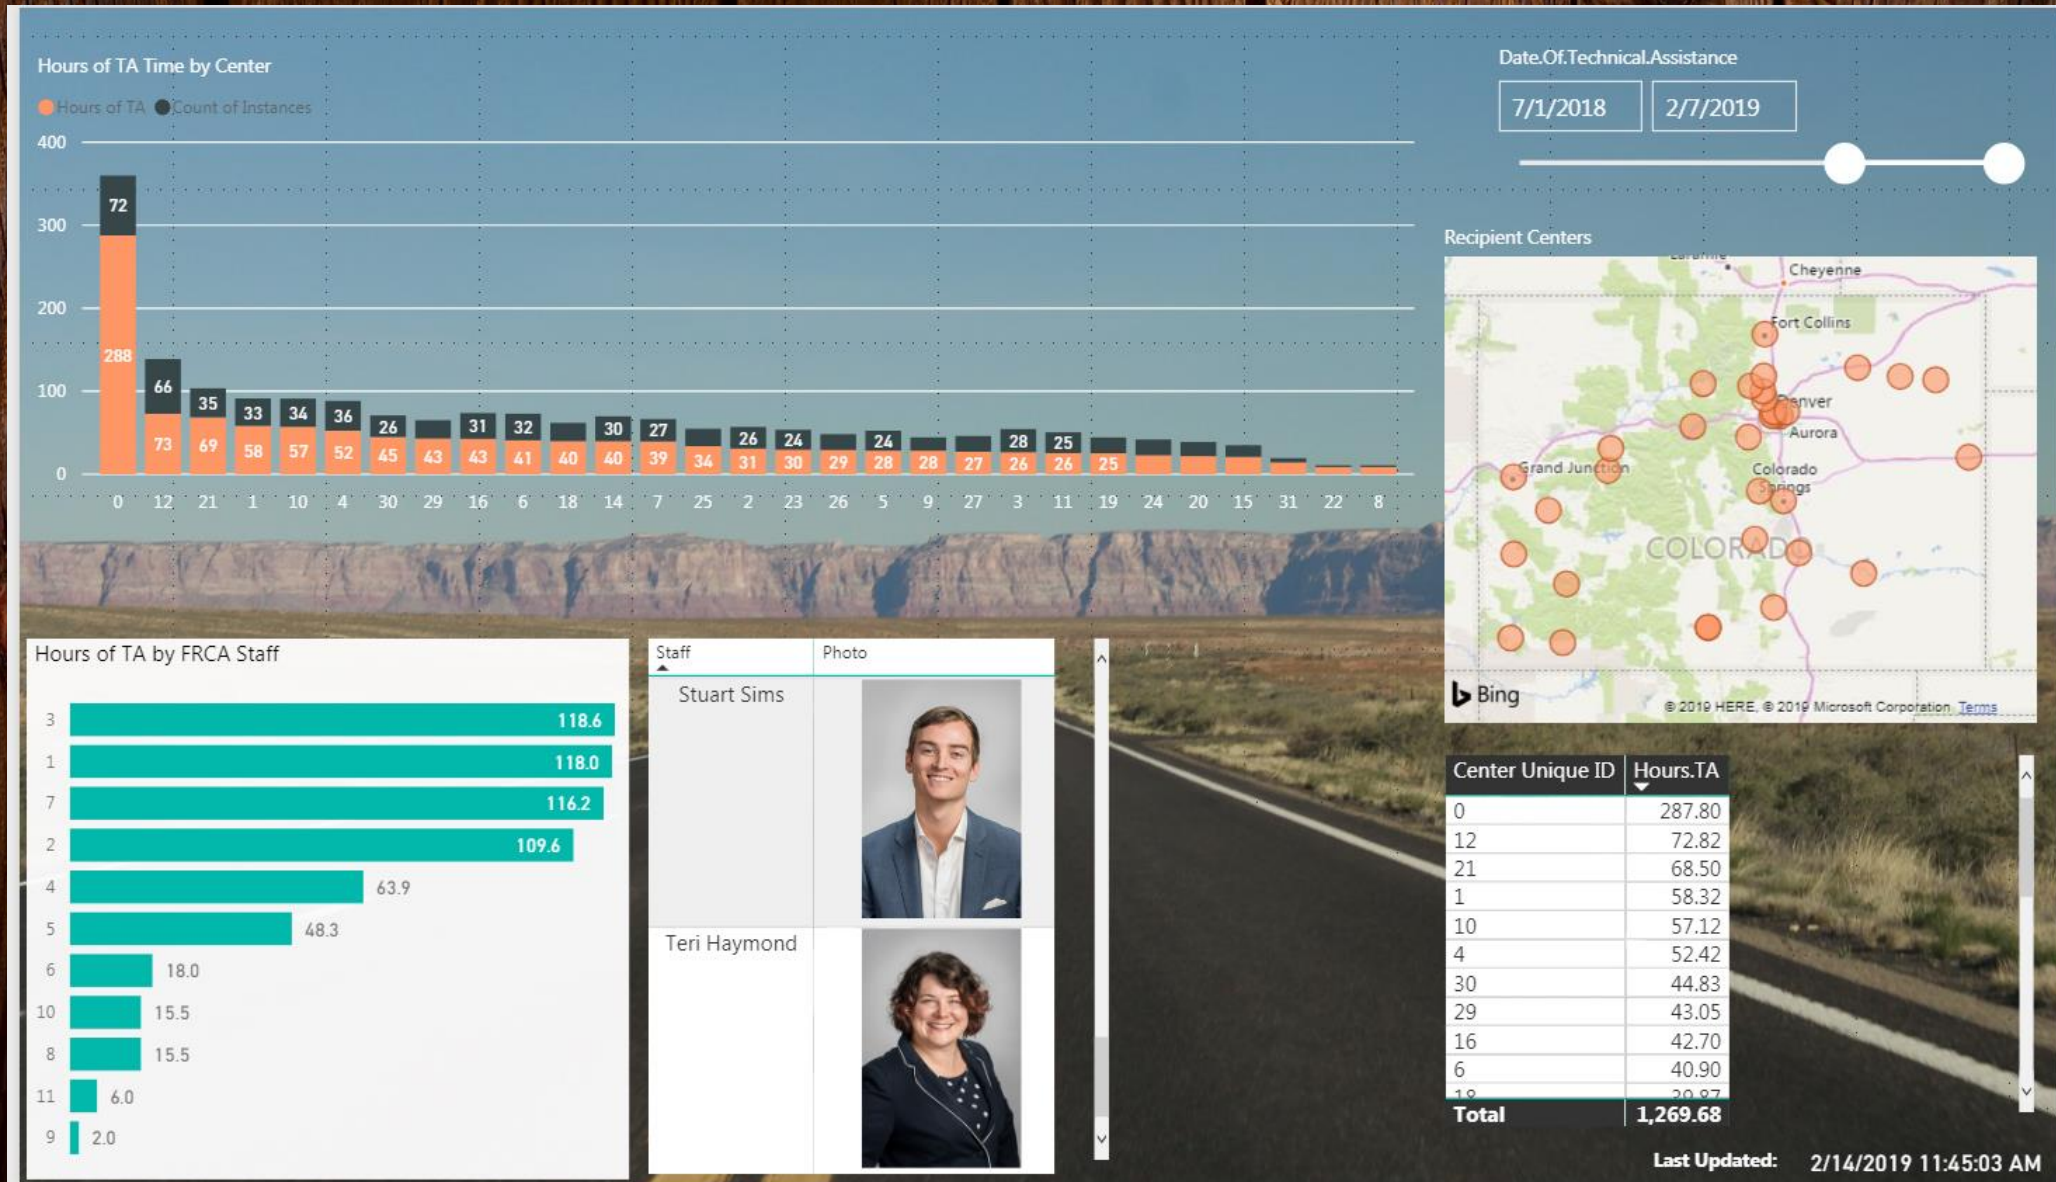 Hours of TA Time by Center
Hours of TA Count of Instances
400
300
200
100
0
72 66 35 33 34 36 26 31 32 30 27 26 24 24 28 25
288 73 69 58 57 52 45 43 43 41 40 40 39 34 31 30 29 28 28 27 26 26 25
0 12 21 1 10 4 30 29 16 6 18 14 7 25 2 23 26 5 9 27 3 11 19 24 20 15 31 22 8
Date.Of.Technical.Assistance
7/1/2018 2/7/2019
Recipient Centers
Cheyenne
Fort Collins
Denver
Aurora
Grand Junction
Colorado
Springs
COLORADO
Bing
© 2019 HERE, © 2019 Microsoft Corporation Terms
Hours of TA by FRCA Staff
3 118.6
1 118.0
7 116.2
2 109.6
4 63.9
5 48.3
6 18.0
10 15.5
8 15.5
11 6.0
9 2.0
Staff Photo
Stuart Sims
Teri Haymond
Center Unique ID Hours.TA
0 287.80
12 72.82
21 68.50
1 58.32
10 57.12
4 52.42
30 44.83
29 43.05
16 42.70
6 40.90
Total 1,269.68
Last Updated: 2/14/2019 11:45:03 AM